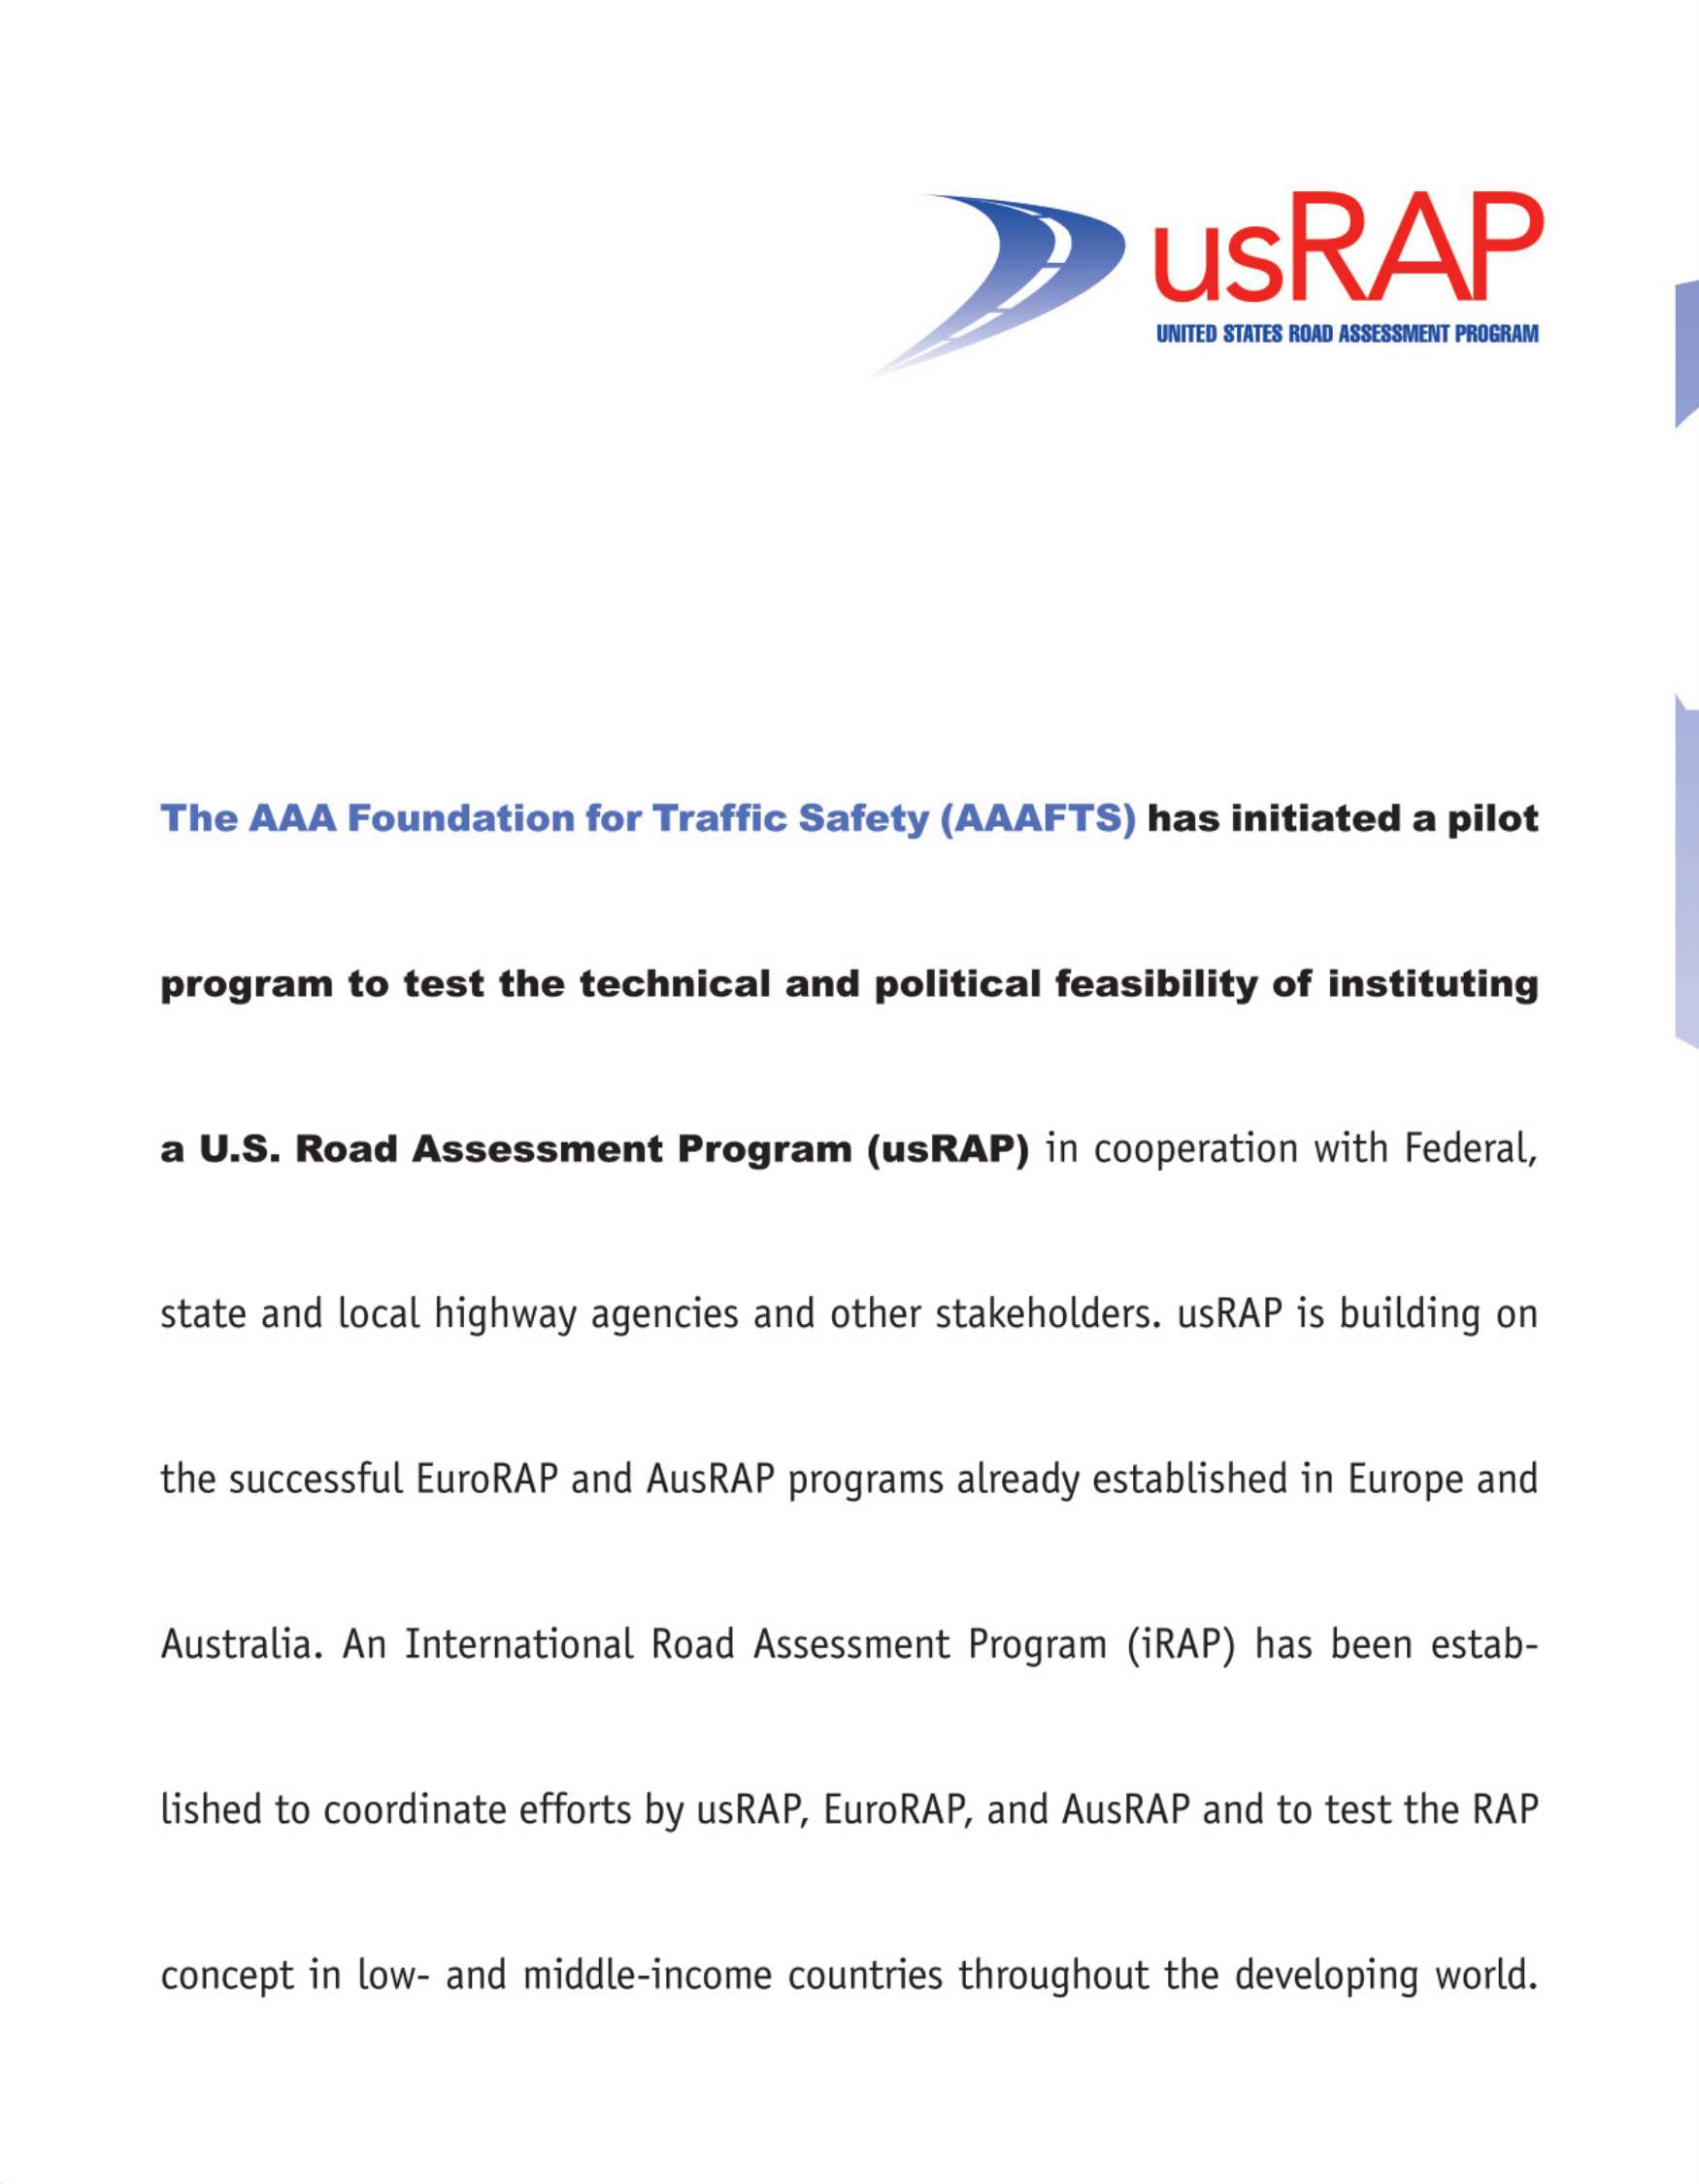 usRAP
UNITED STATES ROAD ASSESSMENT PROGRAM
The AAA Foundation for Traffic Safety (AAAFTS) has initiated a pilot
program to test the technical and political feasibility of instituting
a U.S. Road Assessment Program (usRAP) in cooperation with Federal,
state and local highway agencies and other stakeholders. usRAP is building on
the successful EuroRAP and AusRAP programs already established in Europe and
Australia. An International Road Assessment Program (iRAP) has been estab-
lished to coordinate efforts by usRAP, EuroRAP, and AusRAP and to test the RAP
concept in low- and middle-income countries throughout the developing world.